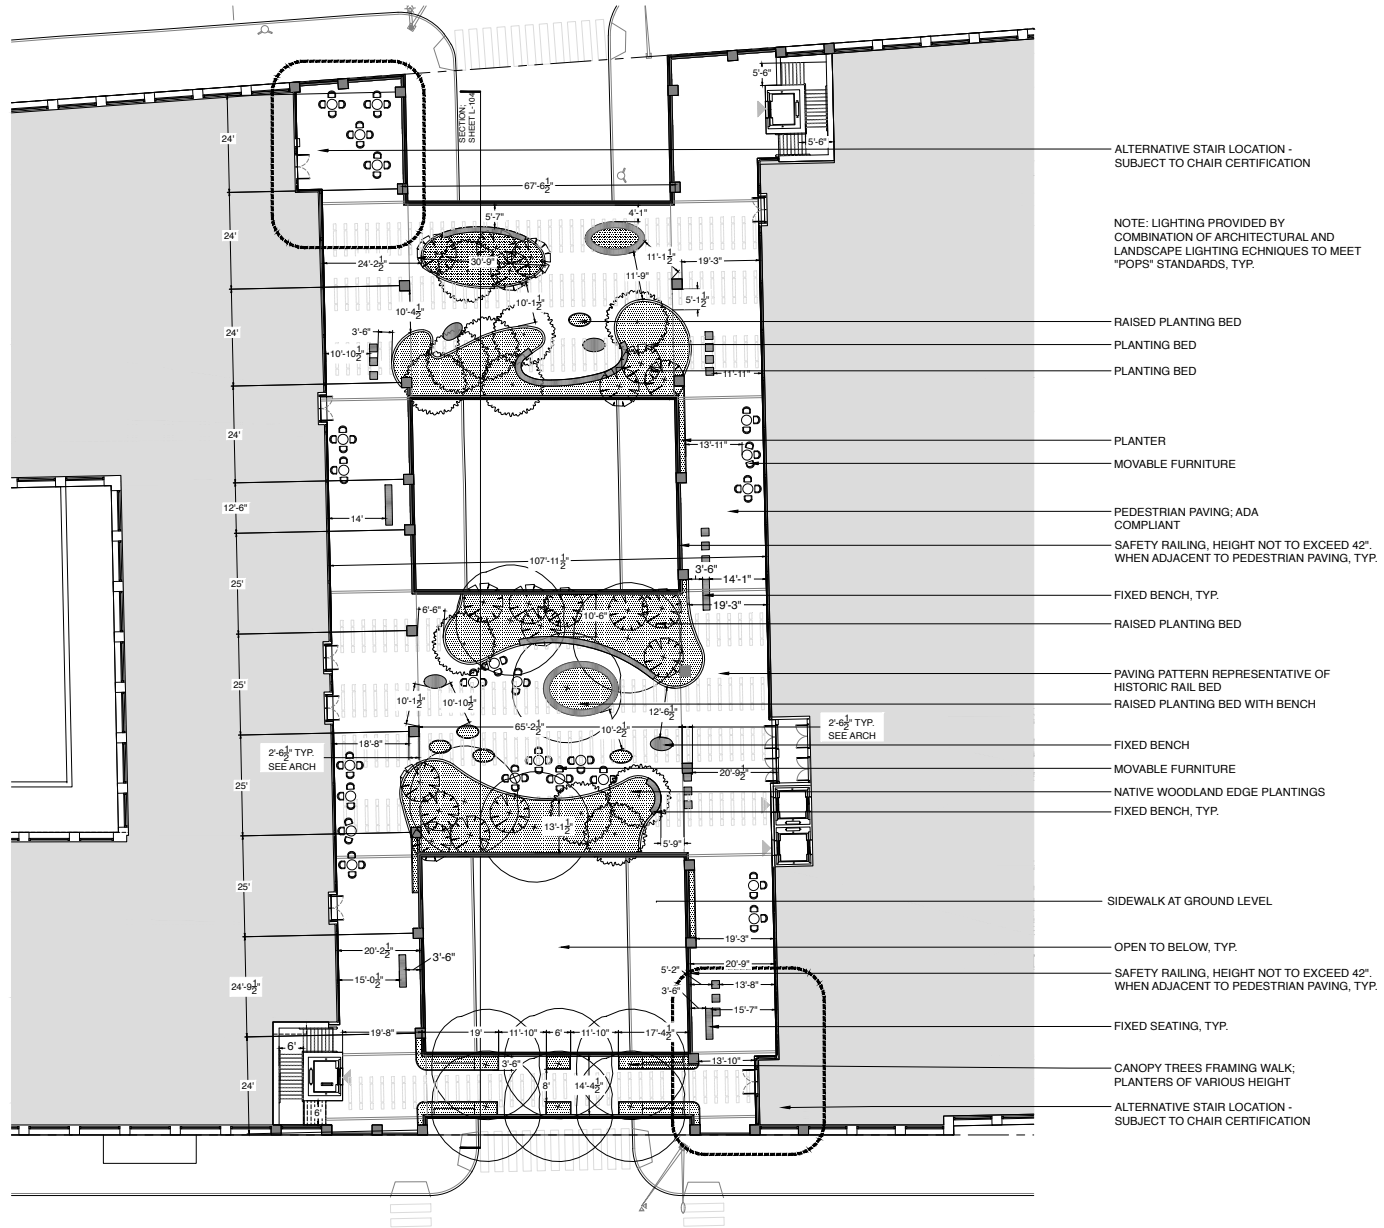 SECTION;
SHEET L-104
5'-6"
5'-6"
24'
67'-6½"
5'-7"
4'-1"
24'
24'-2½"
30'-9"
11'-1½"
19'-3"
11'-9"
10'-4½"
10'-1½"
5'-1½"
24'
3'-6"
10'-10½"
11'-11"
24'
13'-11"
12'-6"
14'
107'-11½"
3'-6"
14'-1"
25'
19'-3"
6'-6"
10'-6"
25'
10'-1½"
10'-10½"
12'-6½"
65'-2½"
10'-2½"
2'-6½" TYP.
SEE ARCH
18'-8"
2'-6½" TYP.
SEE ARCH
20'-9½"
25'
13'-1½"
5'-9"
25'
19'-3"
20'-2½"
3'-6"
20'-9"
5'-2"
13'-8"
15'-0½"
24'-9½"
3'-6"
15'-7"
19'-8"
19'
11'-10"
6'
11'-10"
17'-4½"
6'
3'-6"
13'-10"
24'
8'
14'-4½"
6'
ALTERNATIVE STAIR LOCATION -
SUBJECT TO CHAIR CERTIFICATION
NOTE: LIGHTING PROVIDED BY
COMBINATION OF ARCHITECTURAL AND
LANDSCAPE LIGHTING ECHNIQUES TO MEET
"POPS" STANDARDS, TYP.
RAISED PLANTING BED
PLANTING BED
PLANTING BED
PLANTER
MOVABLE FURNITURE
PEDESTRIAN PAVING; ADA
COMPLIANT
SAFETY RAILING, HEIGHT NOT TO EXCEED 42".
WHEN ADJACENT TO PEDESTRIAN PAVING, TYP.
FIXED BENCH, TYP.
RAISED PLANTING BED
PAVING PATTERN REPRESENTATIVE OF
HISTORIC RAIL BED
RAISED PLANTING BED WITH BENCH
FIXED BENCH
MOVABLE FURNITURE
NATIVE WOODLAND EDGE PLANTINGS
FIXED BENCH, TYP.
SIDEWALK AT GROUND LEVEL
OPEN TO BELOW, TYP.
SAFETY RAILING, HEIGHT NOT TO EXCEED 42".
WHEN ADJACENT TO PEDESTRIAN PAVING, TYP.
FIXED SEATING, TYP.
CANOPY TREES FRAMING WALK;
PLANTERS OF VARIOUS HEIGHT
ALTERNATIVE STAIR LOCATION -
SUBJECT TO CHAIR CERTIFICATION